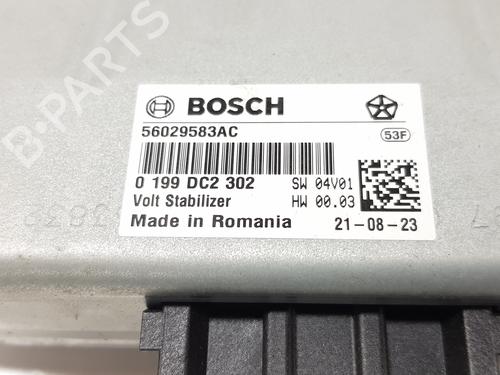 BOSCH
56029583AC
53F
0 199 DC2 302 SW 04V01
Volt Stabilizer HW 00.03
Made in Romania 21-08-23
B-PARTS